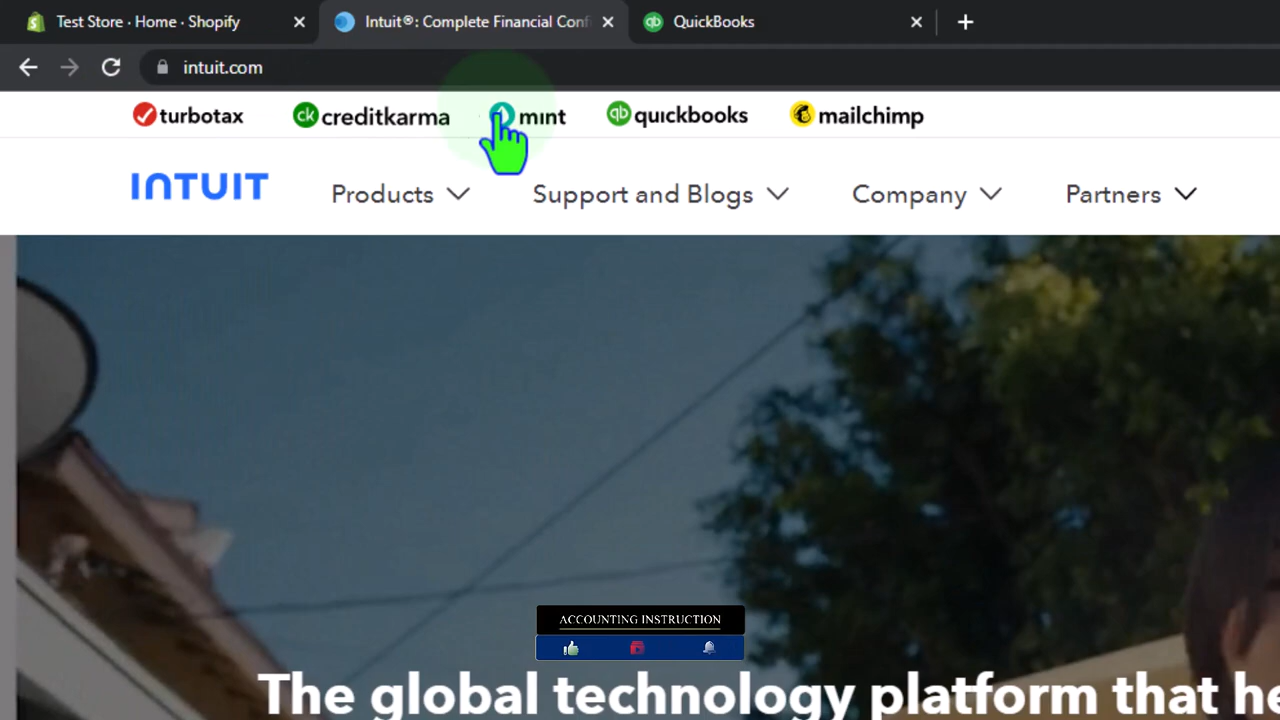 Test Store · Home · Shopify
Intuit®: Complete Financial Conf
QuickBooks
intuit.com
turbotax
creditkarma
mint
quickbooks
mailchimp
INTUIT
Products
Support and Blogs
Company
Partners
ACCOUNTING INSTRUCTION
The global technology platform that he